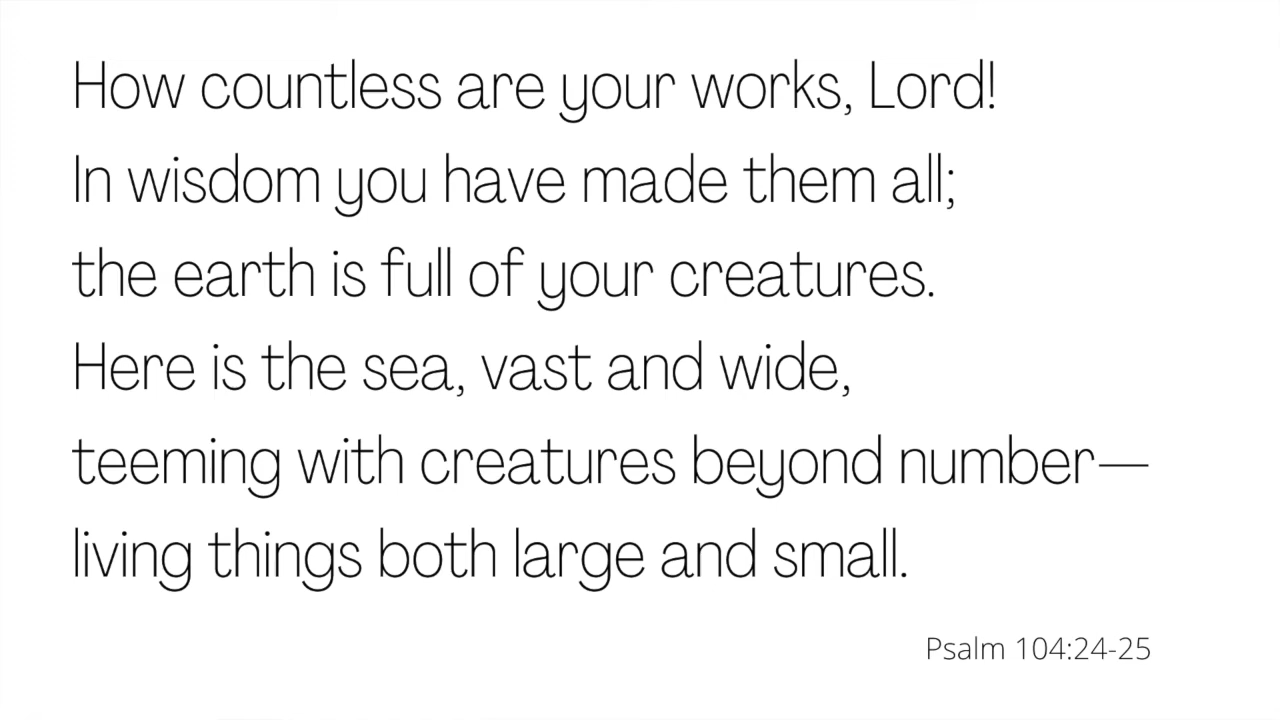 How countless are your works, Lord!
In wisdom you have made them all;
the earth is full of your creatures.
Here is the sea, vast and wide,
teeming with creatures beyond number—
living things both large and small.
Psalm 104:24-25